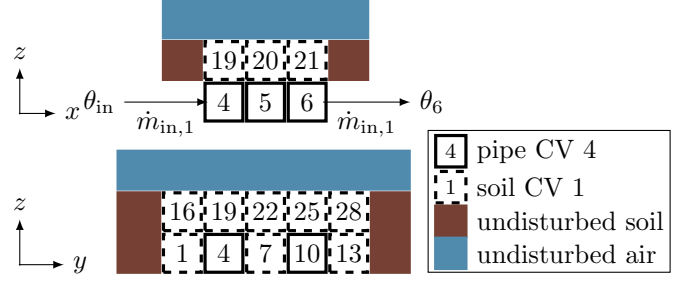 z
19 20 21
x θin 4 5 6 θ6
ṁin,1 ṁin,1
4 pipe CV 4
1 soil CV 1
undisturbed soil
undisturbed air
z
16 19 22 25 28
1 4 7 10 13
y